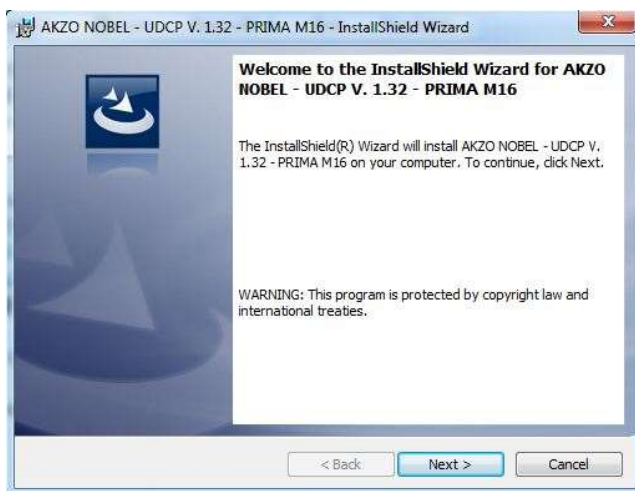 AKZO NOBEL - UDCP V. 1.32 - PRIMA M16 - InstallShield Wizard
Welcome to the InstallShield Wizard for AKZO
NOBEL - UDCP V. 1.32 - PRIMA M16
The InstallShield(R) Wizard will install AKZO NOBEL - UDCP V.
1.32 - PRIMA M16 on your computer. To continue, click Next.
WARNING: This program is protected by copyright law and
international treaties.
< Back Next > Cancel